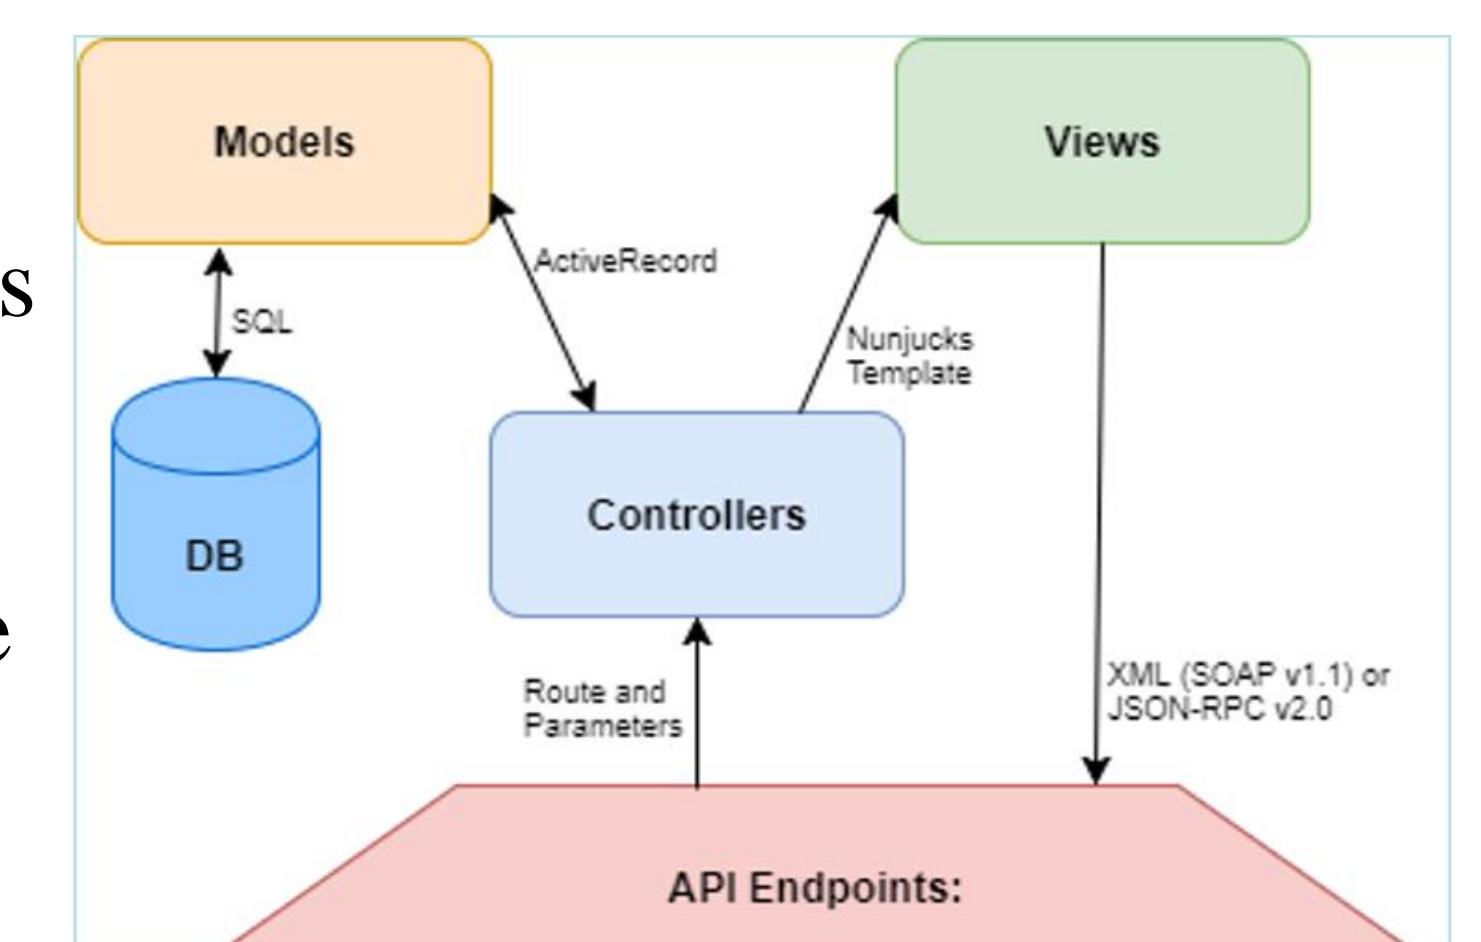 Models
Views
ActiveRecord
s
SQL
Nunjucks
Template
Controllers
DB
e
Route and
Parameters
XML (SOAP v1.1) or
JSON-RPC v2.0
API Endpoints: